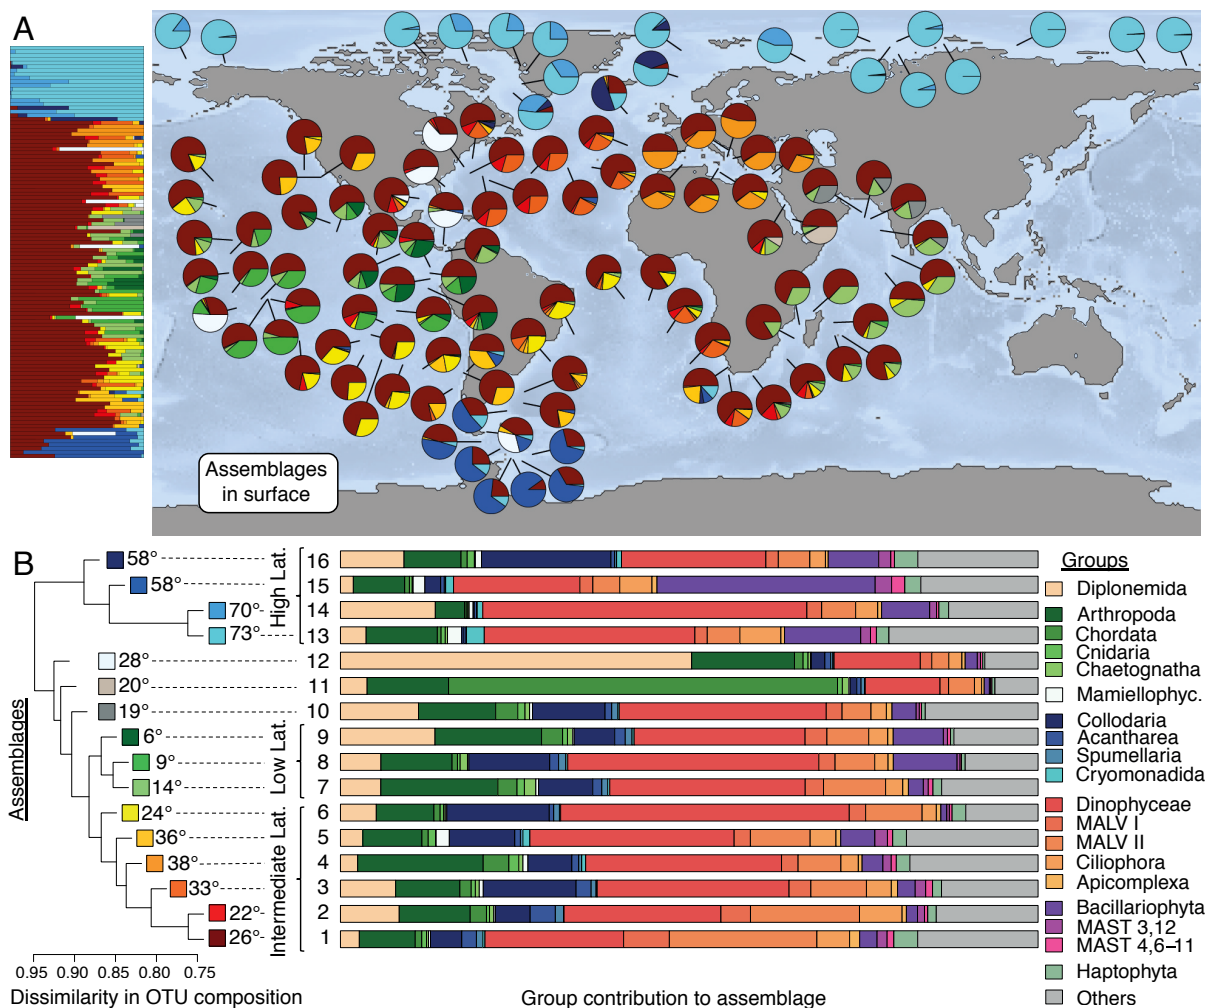 A
Assemblages
in surface
B
Assemblages
High Lat.
Low Lat.
Intermediate Lat.
58° 16
58° 15
70° 14
73° 13
28° 12
20° 11
19° 10
6° 9
9° 8
14° 7
24° 6
36° 5
38° 4
33° 3
22° 2
26° 1
0.95 0.90 0.85 0.80 0.75
Dissimilarity in OTU composition
Group contribution to assemblage
Groups
Diplonemida
Arthropoda
Chordata
Cnidaria
Chaetognatha
Mamiellophyc.
Collodaria
Acantharea
Spumellaria
Cryomonadida
Dinophyceae
MALV I
MALV II
Ciliophora
Apicomplexa
Bacillariophyta
MAST 3,12
MAST 4,6–11
Haptophyta
Others